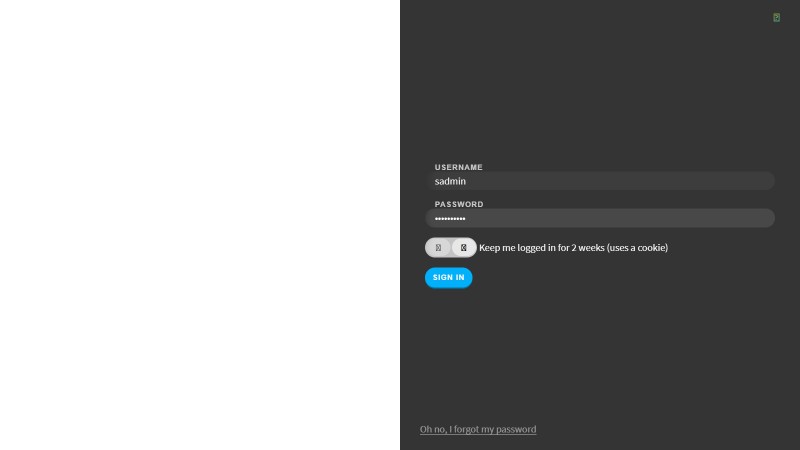 USERNAME
sadmin
PASSWORD
••••••••••
Keep me logged in for 2 weeks (uses a cookie)
SIGN IN
Oh no, I forgot my password